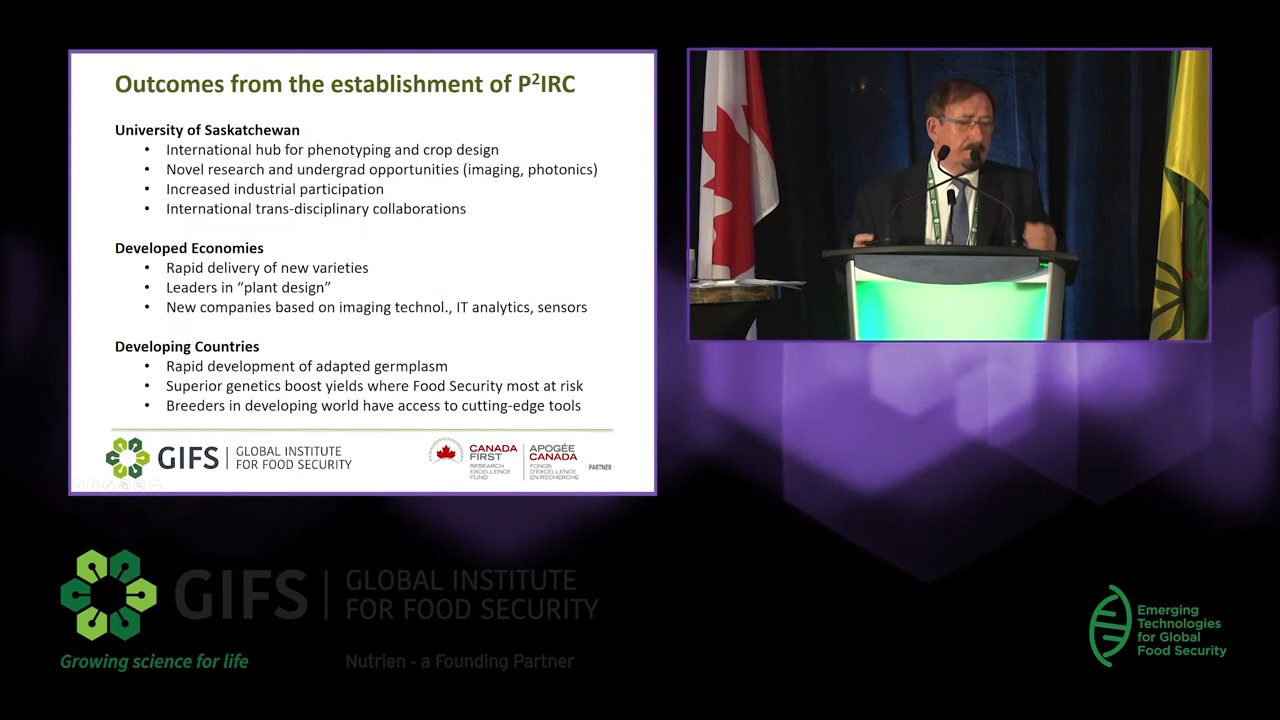 Outcomes from the establishment of P²IRC
University of Saskatchewan
• International hub for phenotyping and crop design
• Novel research and undergrad opportunities (imaging, photonics)
• Increased industrial participation
• International trans-disciplinary collaborations
Developed Economies
• Rapid delivery of new varieties
• Leaders in “plant design”
• New companies based on imaging technol., IT analytics, sensors
Developing Countries
• Rapid development of adapted germplasm
• Superior genetics boost yields where Food Security most at risk
• Breeders in developing world have access to cutting-edge tools
GIFS
GLOBAL INSTITUTE
FOR FOOD SECURITY
CANADA
FIRST
RESEARCH
EXCELLENCE
FUND
APOGÉE
CANADA
FONDS
D'EXCELLENCE
EN RECHERCHE
PARTNER
GIFS
GLOBAL INSTITUTE
FOR FOOD SECURITY
Growing science for life
Nutrien - a Founding Partner
Emerging
Technologies
for Global
Food Security